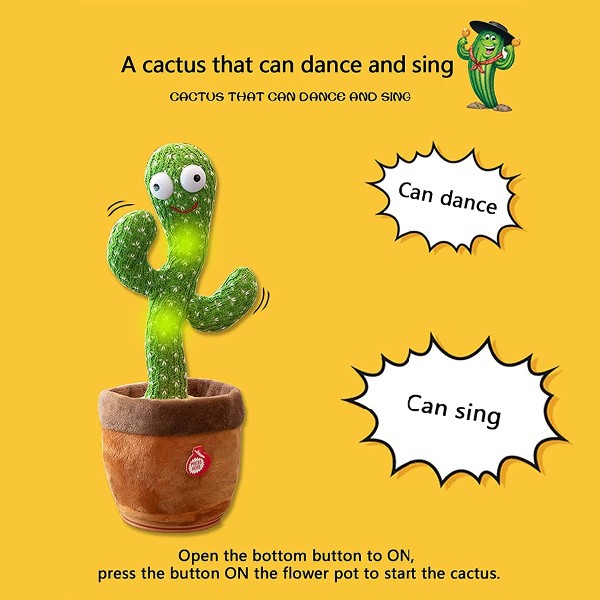 A cactus that can dance and sing
CACTUS THAT CAN DANCE AND SING
Can dance
Can sing
Open the bottom button to ON,
press the button ON the flower pot to start the cactus.